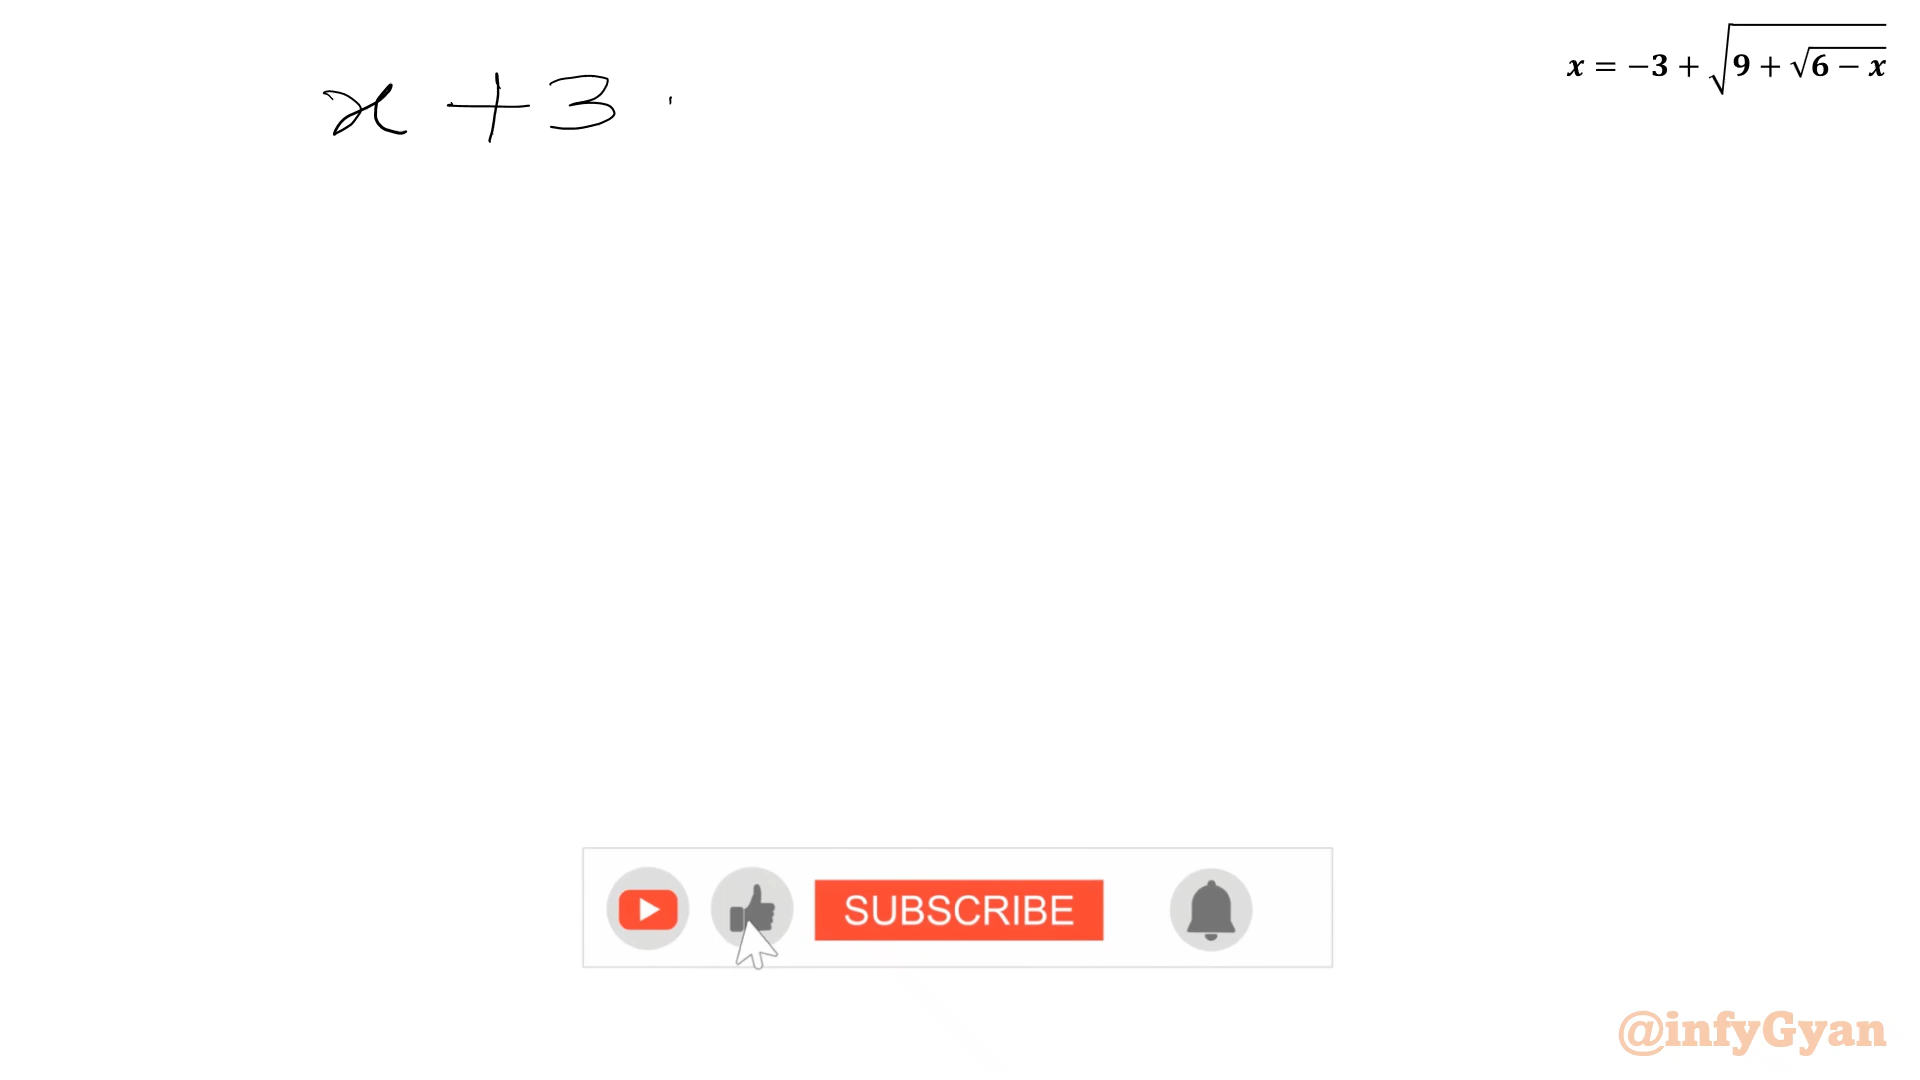 x + 3
x = −3 + √(9 + √(6 − x))
SUBSCRIBE
@infyGyan